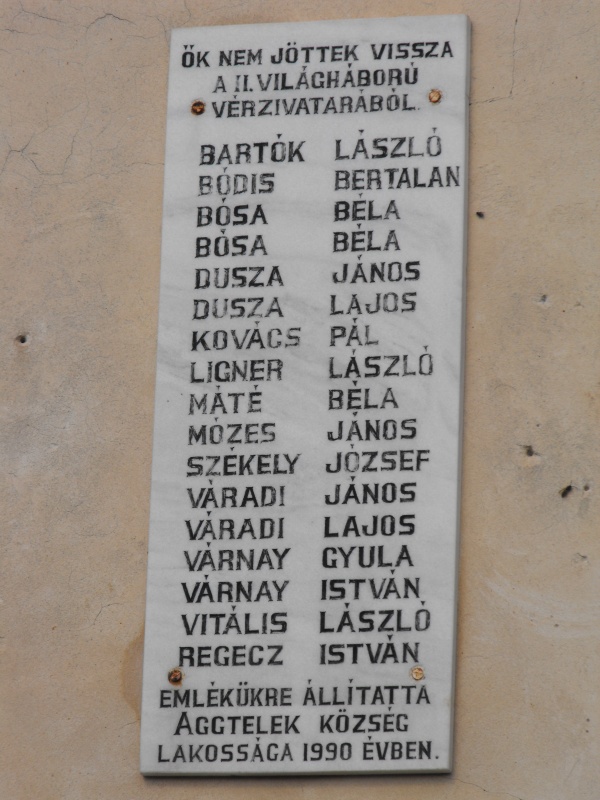 ŐK NEM JÖTTEK VISSZA
A II. VILÁGHÁBORÚ
VÉRZIVATARÁBÓL.
BARTÓK LÁSZLÓ
BÓDIS BERTALAN
BÓSA BÉLA
BÓSA BÉLA
DUSZA JÁNOS
DUSZA LAJOS
KOVÁCS PÁL
LIGNER LÁSZLÓ
MÁTÉ BÉLA
MÓZES JÁNOS
SZÉKELY JÓZSEF
VÁRADI JÁNOS
VÁRADI LAJOS
VÁRNAY GYULA
VÁRNAY ISTVÁN
VITÁLIS LÁSZLÓ
REGECZ ISTVÁN
EMLÉKÜKRE ÁLLÍTATTA
AGGTELEK KÖZSÉG
LAKOSSÁGA 1990 ÉVBEN.